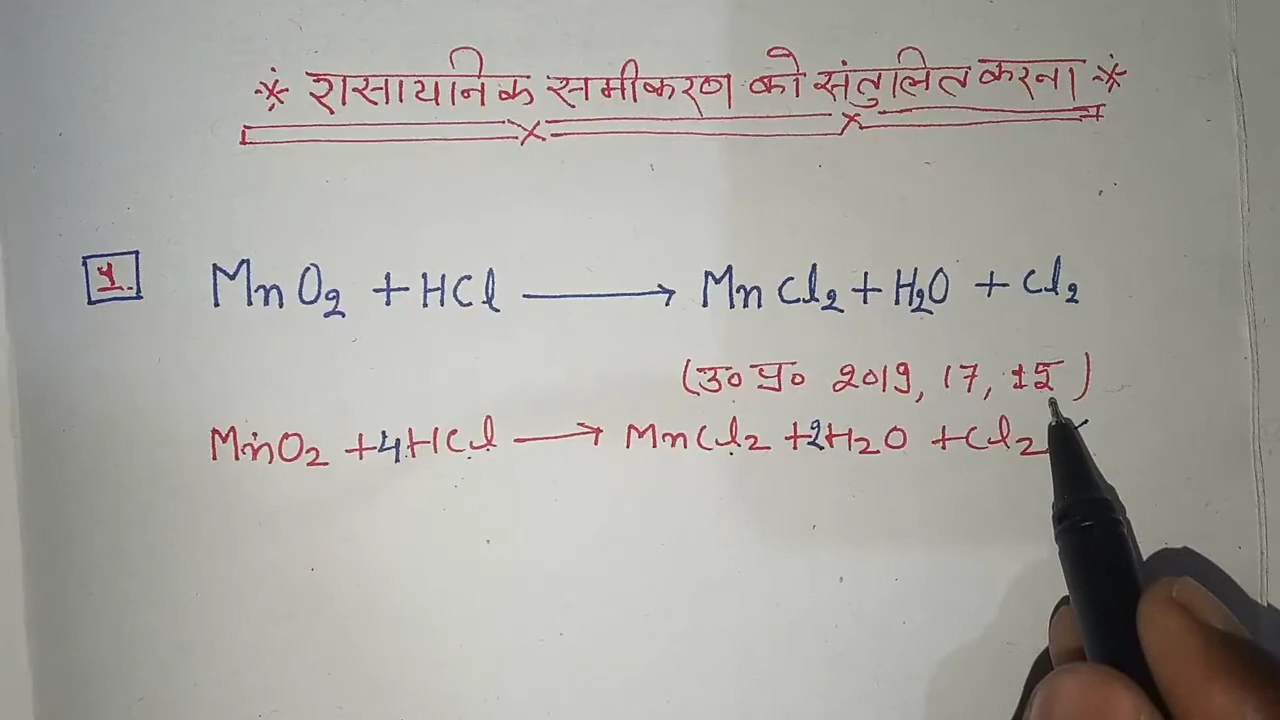 * रासायनिक समीकरण को संतुलित करना *
1. MnO2 + HCl → MnCl2 + H2O + Cl2
(उ० प्र० 2019, 17, 15)
MnO2 + 4HCl → MnCl2 + 2H2O + Cl2